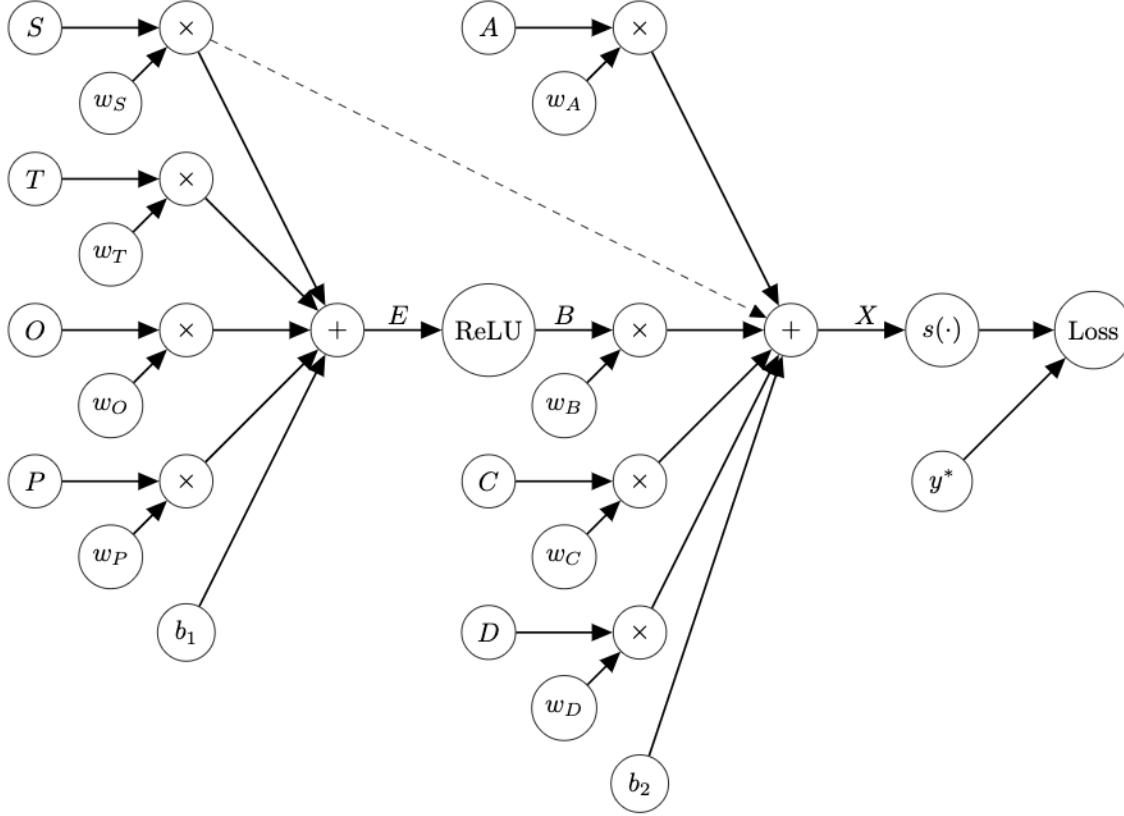 S × A ×
w_S w_A
T ×
w_T
O × + E ReLU B × + X s(·) Loss
w_O w_B
P × C × y*
w_P w_C
b_1 D ×
w_D
b_2